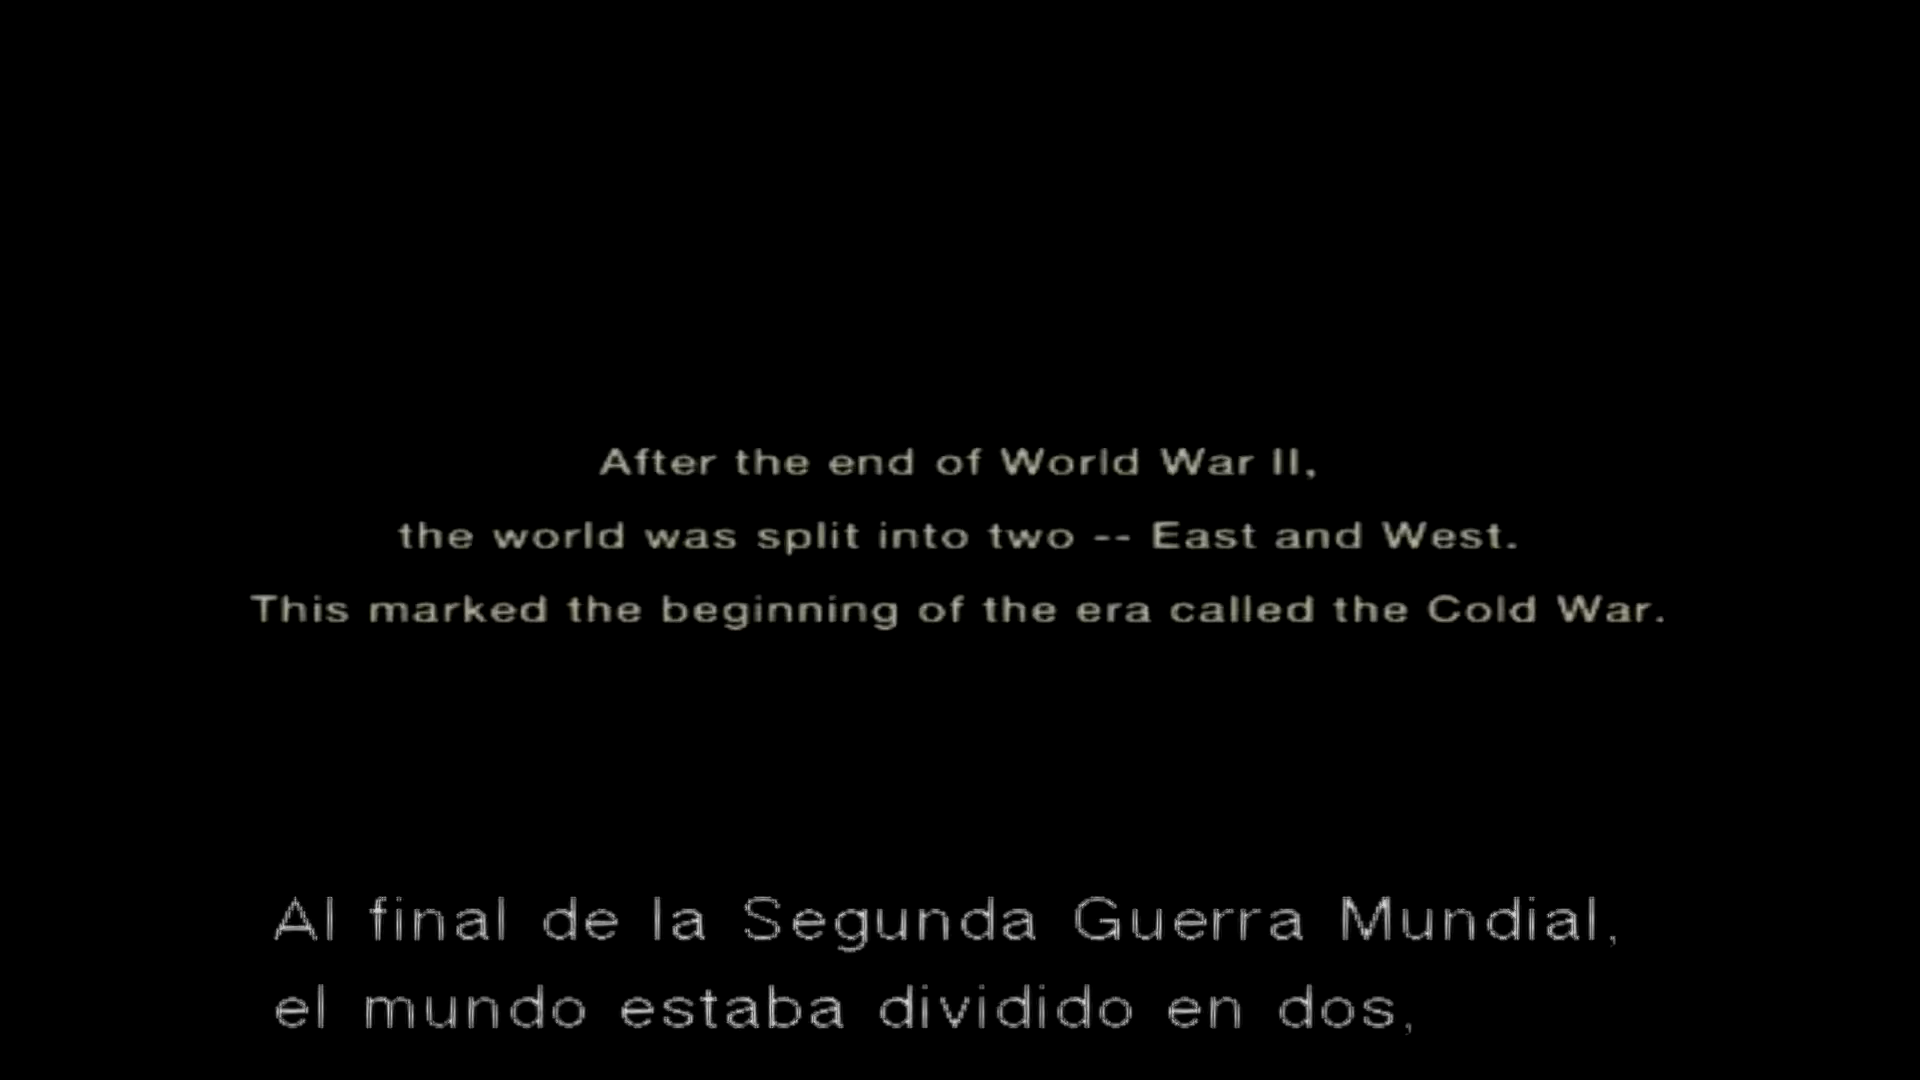 After the end of World War II,
the world was split into two -- East and West.
This marked the beginning of the era called the Cold War.
Al final de la Segunda Guerra Mundial,
el mundo estaba dividido en dos,